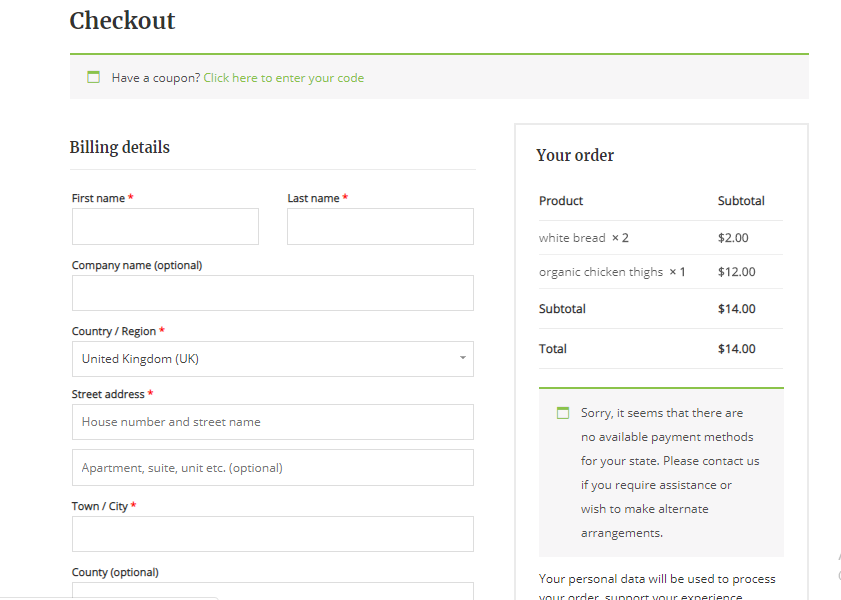 Checkout
Have a coupon? Click here to enter your code
Billing details
First name *
Last name *
Company name (optional)
Country / Region *
United Kingdom (UK)
Street address *
House number and street name
Apartment, suite, unit etc. (optional)
Town / City *
County (optional)
Your order
Product Subtotal
white bread × 2 $2.00
organic chicken thighs × 1 $12.00
Subtotal $14.00
Total $14.00
Sorry, it seems that there are
no available payment methods
for your state. Please contact us
if you require assistance or
wish to make alternate
arrangements.
Your personal data will be used to process
your order, support your experience